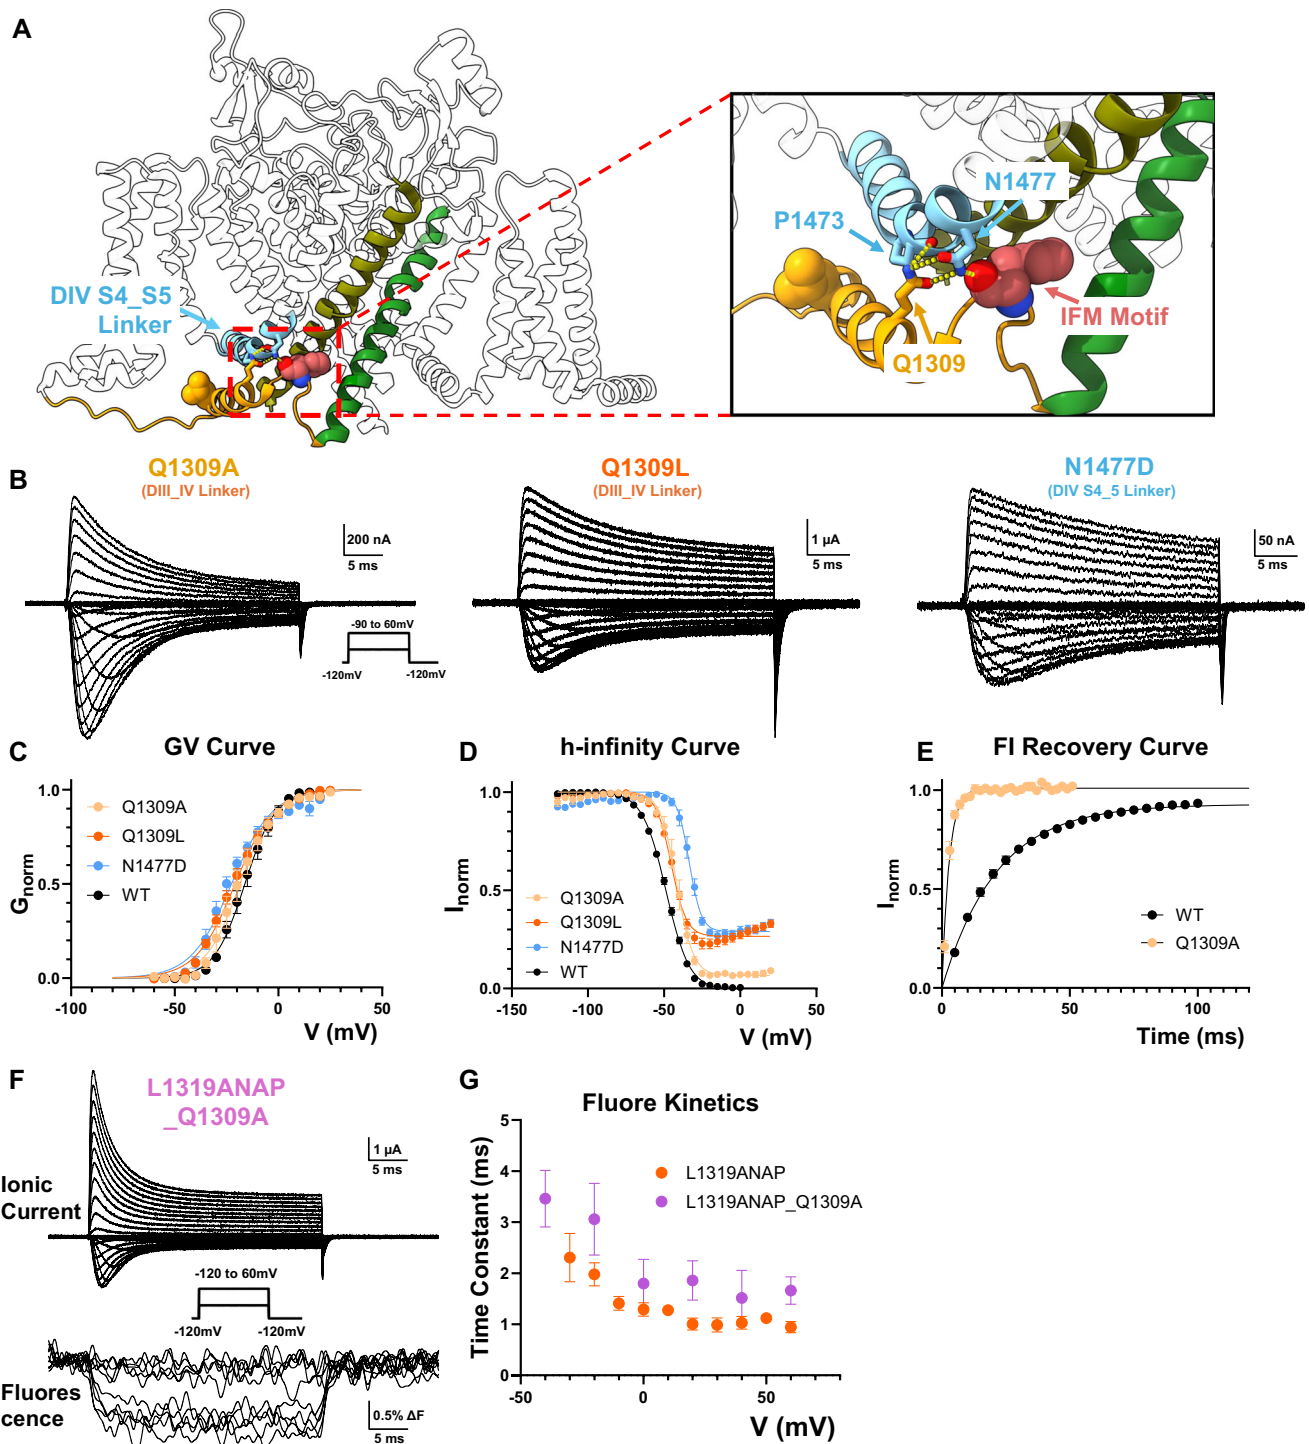 A
DIV S4_S5
Linker
P1473
N1477
Q1309
IFM Motif
B
Q1309A
(DIII_IV Linker)
200 nA
5 ms
-90 to 60mV
-120mV
-120mV
Q1309L
(DIII_IV Linker)
1 µA
5 ms
N1477D
(DIV S4_5 Linker)
50 nA
5 ms
C
GV Curve
Q1309A
Q1309L
N1477D
WT
Gnorm
1.0
0.5
0.0
-100
-50
0
50
V (mV)
D
h-infinity Curve
Inorm
1.0
0.5
0.0
Q1309A
Q1309L
N1477D
WT
-150
-100
-50
0
50
V (mV)
E
FI Recovery Curve
Inorm
1.0
0.5
0.0
WT
Q1309A
0
50
100
Time (ms)
F
L1319ANAP
_Q1309A
1 µA
5 ms
Ionic
Current
-120 to 60mV
-120mV
-120mV
Fluores
cence
0.5% ΔF
5 ms
G
Fluore Kinetics
Time Constant (ms)
5
4
3
2
1
0
L1319ANAP
L1319ANAP_Q1309A
-50
0
50
V (mV)